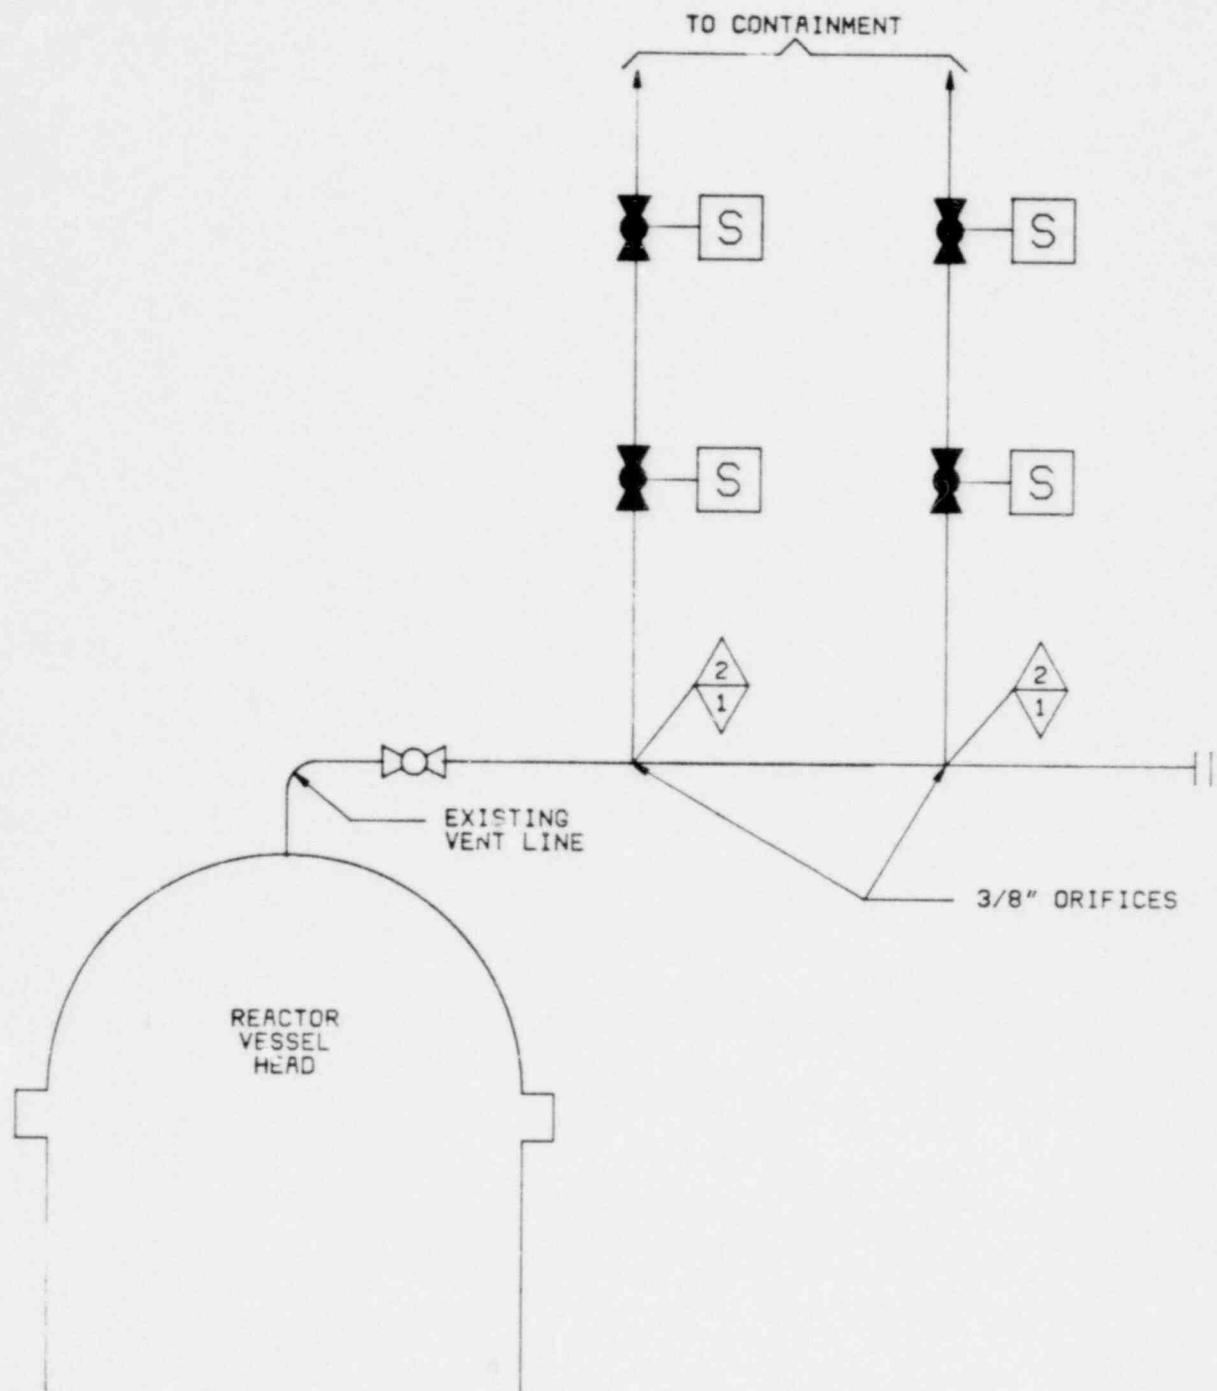 TO CONTAINMENT
S
S
S
S
2
1
2
1
EXISTING
VENT LINE
3/8" ORIFICES
REACTOR
VESSEL
HEAD